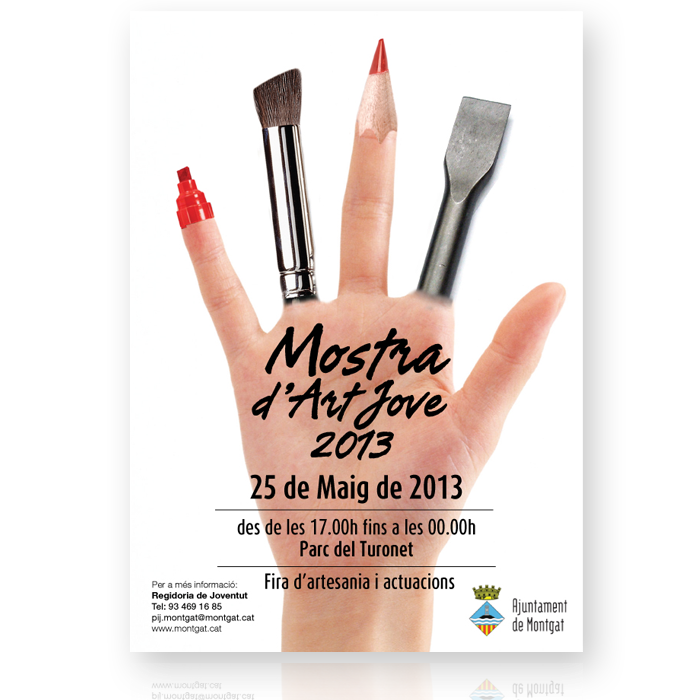 Mostra
d'Art Jove
2013
25 de Maig de 2013
des de les 17.00h fins a les 00.00h
Parc del Turonet
Fira d'artesania i actuacions
Per a més informació:
Regidoria de Joventut
Tel: 93 469 16 85
pij.montgat@montgat.cat
www.montgat.cat
Ajuntament
de Montgat